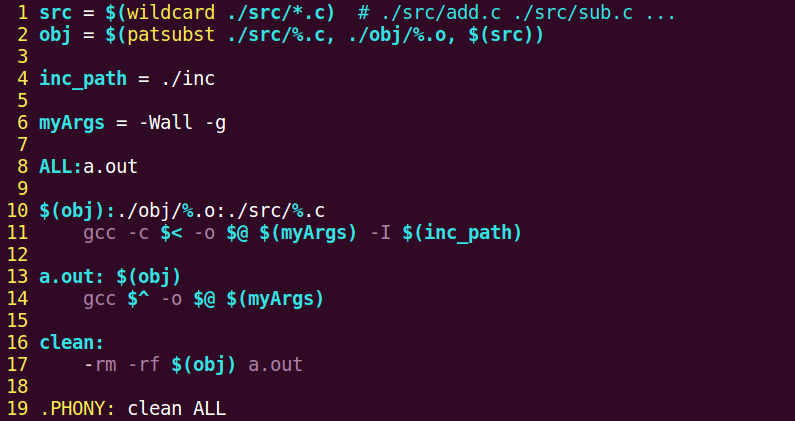 1 src = $(wildcard ./src/*.c)  # ./src/add.c ./src/sub.c ...
2 obj = $(patsubst ./src/%.c, ./obj/%.o, $(src))
3
4 inc_path = ./inc
5
6 myArgs = -Wall -g
7
8 ALL:a.out
9
10 $(obj):./obj/%.o:./src/%.c
11     gcc -c $< -o $@ $(myArgs) -I $(inc_path)
12
13 a.out: $(obj)
14     gcc $^ -o $@ $(myArgs)
15
16 clean:
17     -rm -rf $(obj) a.out
18
19 .PHONY: clean ALL